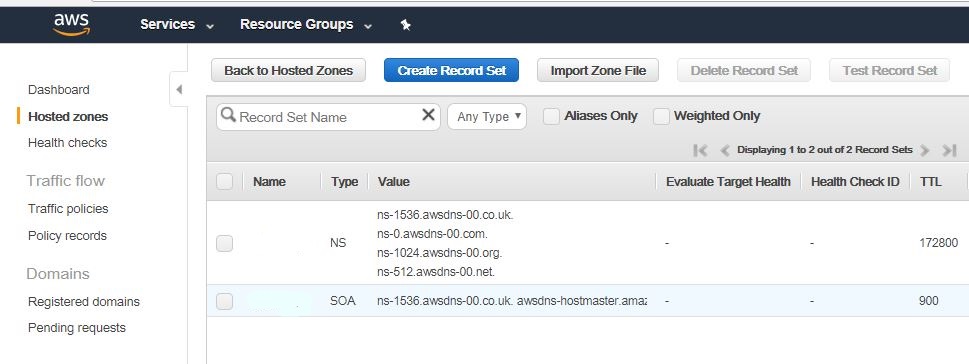 aws Services Resource Groups
Back to Hosted Zones Create Record Set Import Zone File Delete Record Set Test Record Set
Dashboard
Hosted zones
Health checks
Traffic flow
Traffic policies
Policy records
Domains
Registered domains
Pending requests
Record Set Name Any Type Aliases Only Weighted Only
Displaying 1 to 2 out of 2 Record Sets
Name Type Value Evaluate Target Health Health Check ID TTL
NS
ns-1536.awsdns-00.co.uk.
ns-0.awsdns-00.com.
ns-1024.awsdns-00.org.
ns-512.awsdns-00.net.
- - 172800
SOA ns-1536.awsdns-00.co.uk. awsdns-hostmaster.amaz - - 900